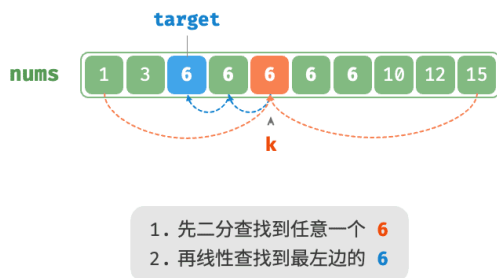 target
nums 1 3 6 6 6 6 6 10 12 15
k
1. 先二分查找到任意一个 6
2. 再线性查找到最左边的 6